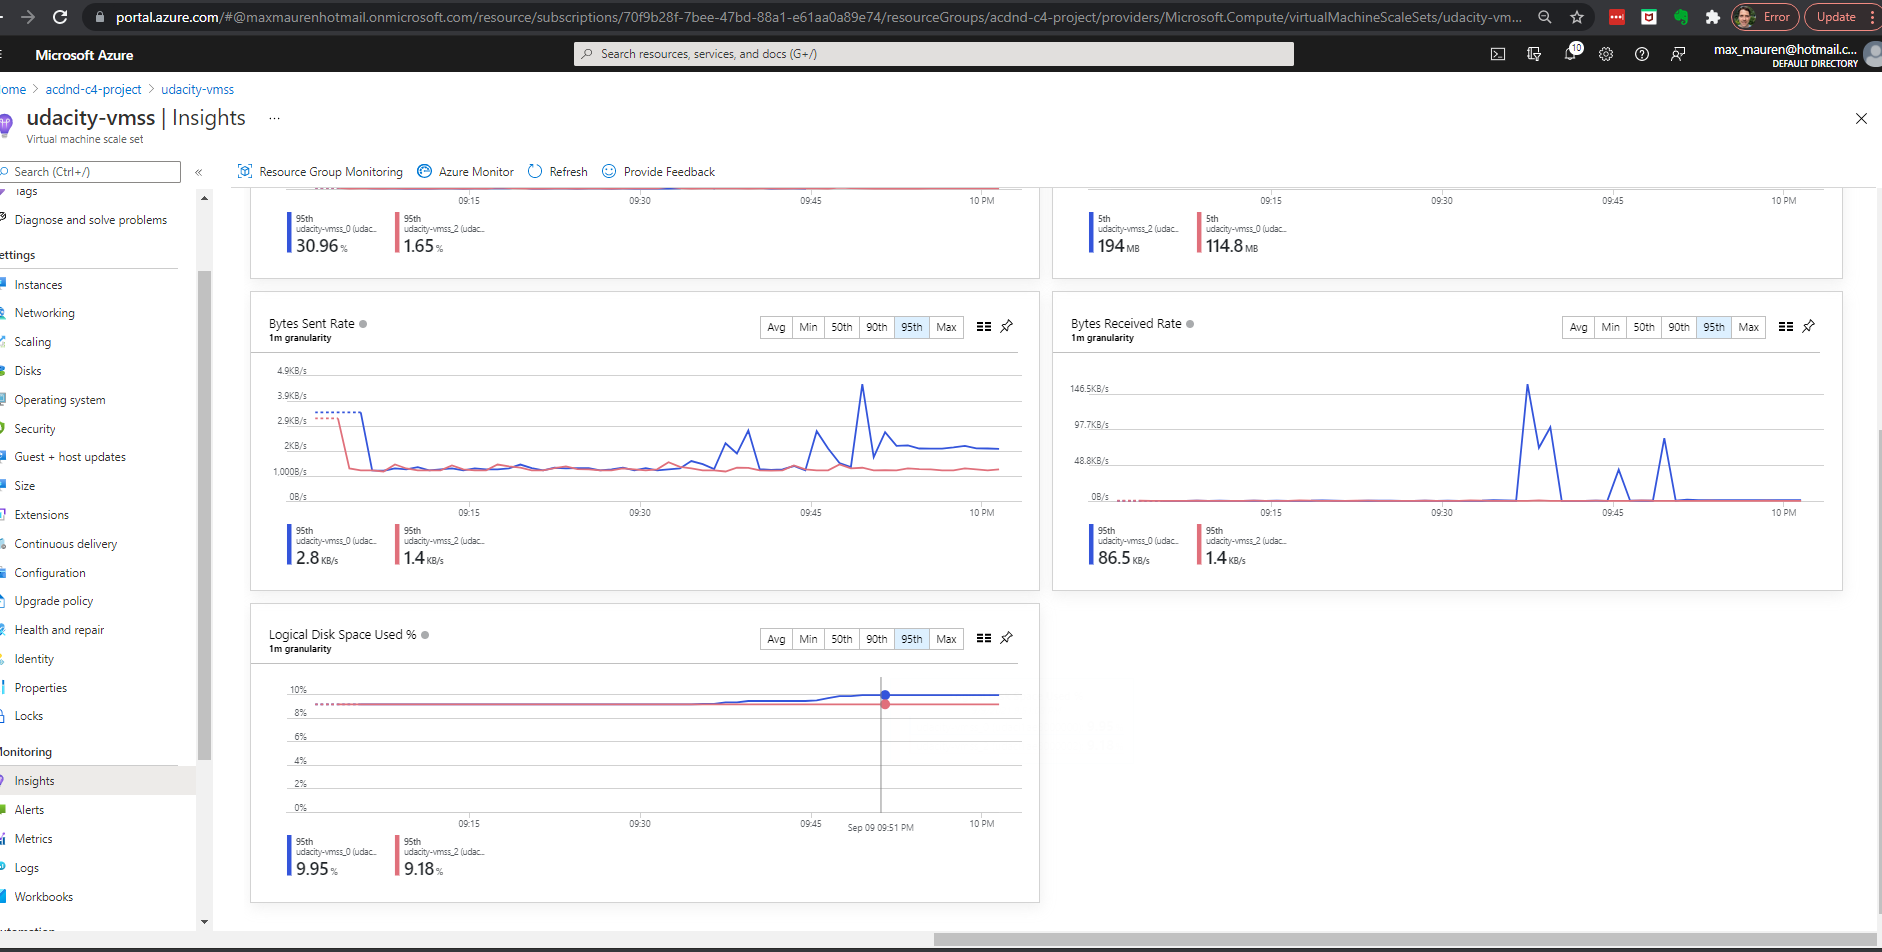 portal.azure.com/#@maxmaurenhotmail.onmicrosoft.com/resource/subscriptions/70f9b28f-7bee-47bd-88a1-e61aa0a89e74/resourceGroups/acdnd-c4-project/providers/Microsoft.Compute/virtualMachineScaleSets/udacity-vm...
Error
Update
Microsoft Azure
Search resources, services, and docs (G+/)
10
max_mauren@hotmail.c...
DEFAULT DIRECTORY
ome > acdnd-c4-project > udacity-vmss
udacity-vmss | Insights ...
Virtual machine scale set
Search (Ctrl+/)
«
Resource Group Monitoring
Azure Monitor
Refresh
Provide Feedback
Tags
Diagnose and solve problems
ettings
Instances
Networking
Scaling
Disks
Operating system
Security
Guest + host updates
Size
Extensions
Continuous delivery
Configuration
Upgrade policy
Health and repair
Identity
Properties
Locks
onitoring
Insights
Alerts
Metrics
Logs
Workbooks
utomation
09:15 09:30 09:45 10 PM
95th
udacity-vmss_0 (udac...
30.96 %
95th
udacity-vmss_2 (udac...
1.65 %
09:15 09:30 09:45 10 PM
5th
udacity-vmss_2 (udac...
194 MB
5th
udacity-vmss_0 (udac...
114.8 MB
Bytes Sent Rate
1m granularity
Avg Min 50th 90th 95th Max
4.9KB/s
3.9KB/s
2.9KB/s
2KB/s
1,000B/s
0B/s
09:15 09:30 09:45 10 PM
95th
udacity-vmss_0 (udac...
2.8 KB/s
95th
udacity-vmss_2 (udac...
1.4 KB/s
Bytes Received Rate
1m granularity
Avg Min 50th 90th 95th Max
146.5KB/s
97.7KB/s
48.8KB/s
0B/s
09:15 09:30 09:45 10 PM
95th
udacity-vmss_0 (udac...
86.5 KB/s
95th
udacity-vmss_2 (udac...
1.4 KB/s
Logical Disk Space Used %
1m granularity
Avg Min 50th 90th 95th Max
10%
8%
6%
4%
2%
0%
09:15 09:30 09:45 Sep 09 09:51 PM 10 PM
95th
udacity-vmss_0 (udac...
9.95 %
95th
udacity-vmss_2 (udac...
9.18 %